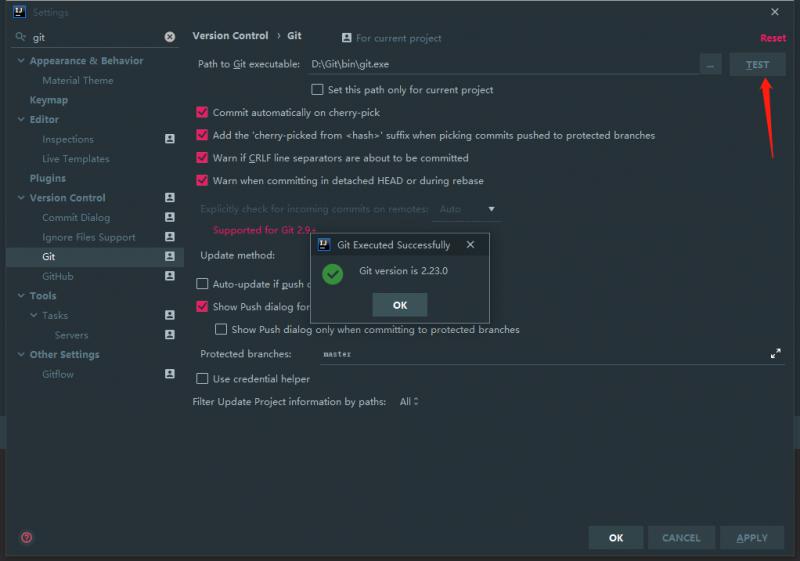 Settings
git
Version Control › Git
For current project
Reset
Appearance & Behavior
Material Theme
Keymap
Editor
Inspections
Live Templates
Plugins
Version Control
Commit Dialog
Ignore Files Support
Git
GitHub
Tools
Tasks
Servers
Other Settings
Gitflow
Path to Git executable: D:\Git\bin\git.exe ... TEST
Set this path only for current project
Commit automatically on cherry-pick
Add the 'cherry-picked from <hash>' suffix when picking commits pushed to protected branches
Warn if CRLF line separators are about to be committed
Warn when committing in detached HEAD or during rebase
Explicitly check for incoming commits on remotes: Auto
Supported for Git 2.9+
Update method:
Auto-update if push
Show Push dialog for
Show Push dialog only when committing to protected branches
Protected branches: master
Use credential helper
Filter Update Project information by paths: All
Git Executed Successfully
Git version is 2.23.0
OK
OK CANCEL APPLY